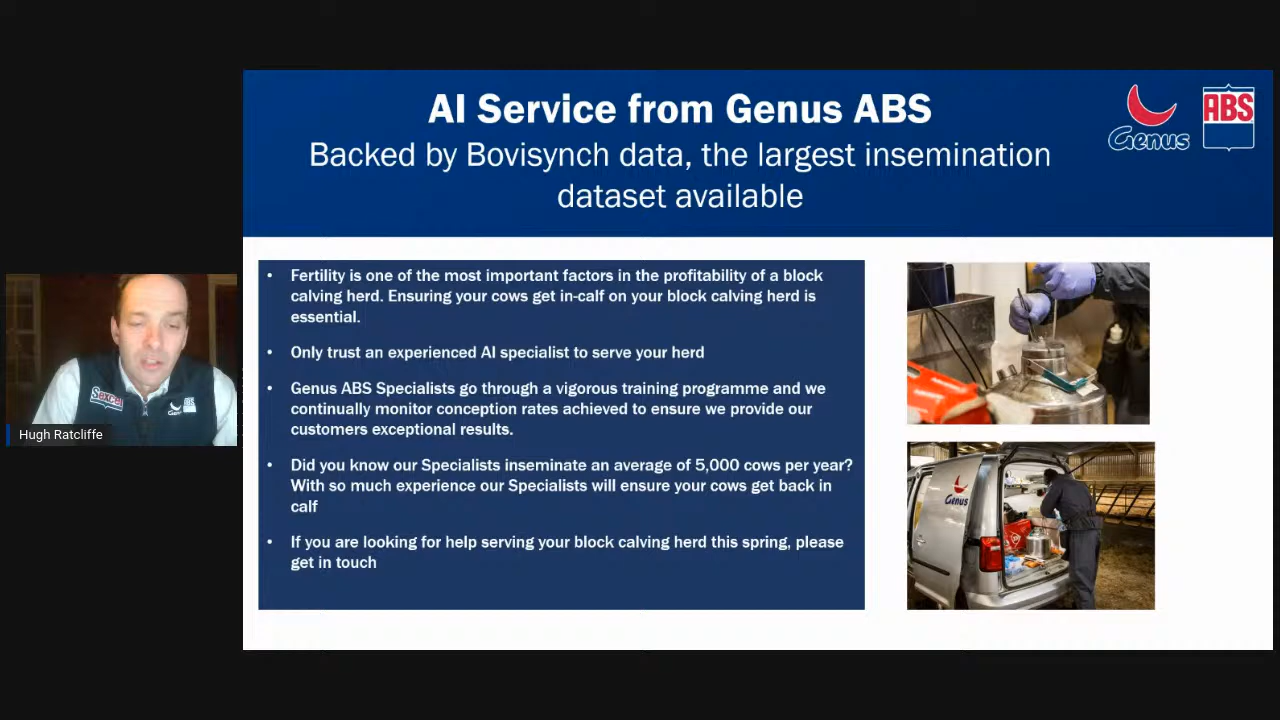 AI Service from Genus ABS
Backed by Bovisynch data, the largest insemination
dataset available
Genus
ABS
• Fertility is one of the most important factors in the profitability of a block
calving herd. Ensuring your cows get in-calf on your block calving herd is
essential.
• Only trust an experienced AI specialist to serve your herd
• Genus ABS Specialists go through a vigorous training programme and we
continually monitor conception rates achieved to ensure we provide our
customers exceptional results.
• Did you know our Specialists inseminate an average of 5,000 cows per year?
With so much experience our Specialists will ensure your cows get back in
calf
• If you are looking for help serving your block calving herd this spring, please
get in touch
Sexcel
Genus
ABS
Hugh Ratcliffe
Genus